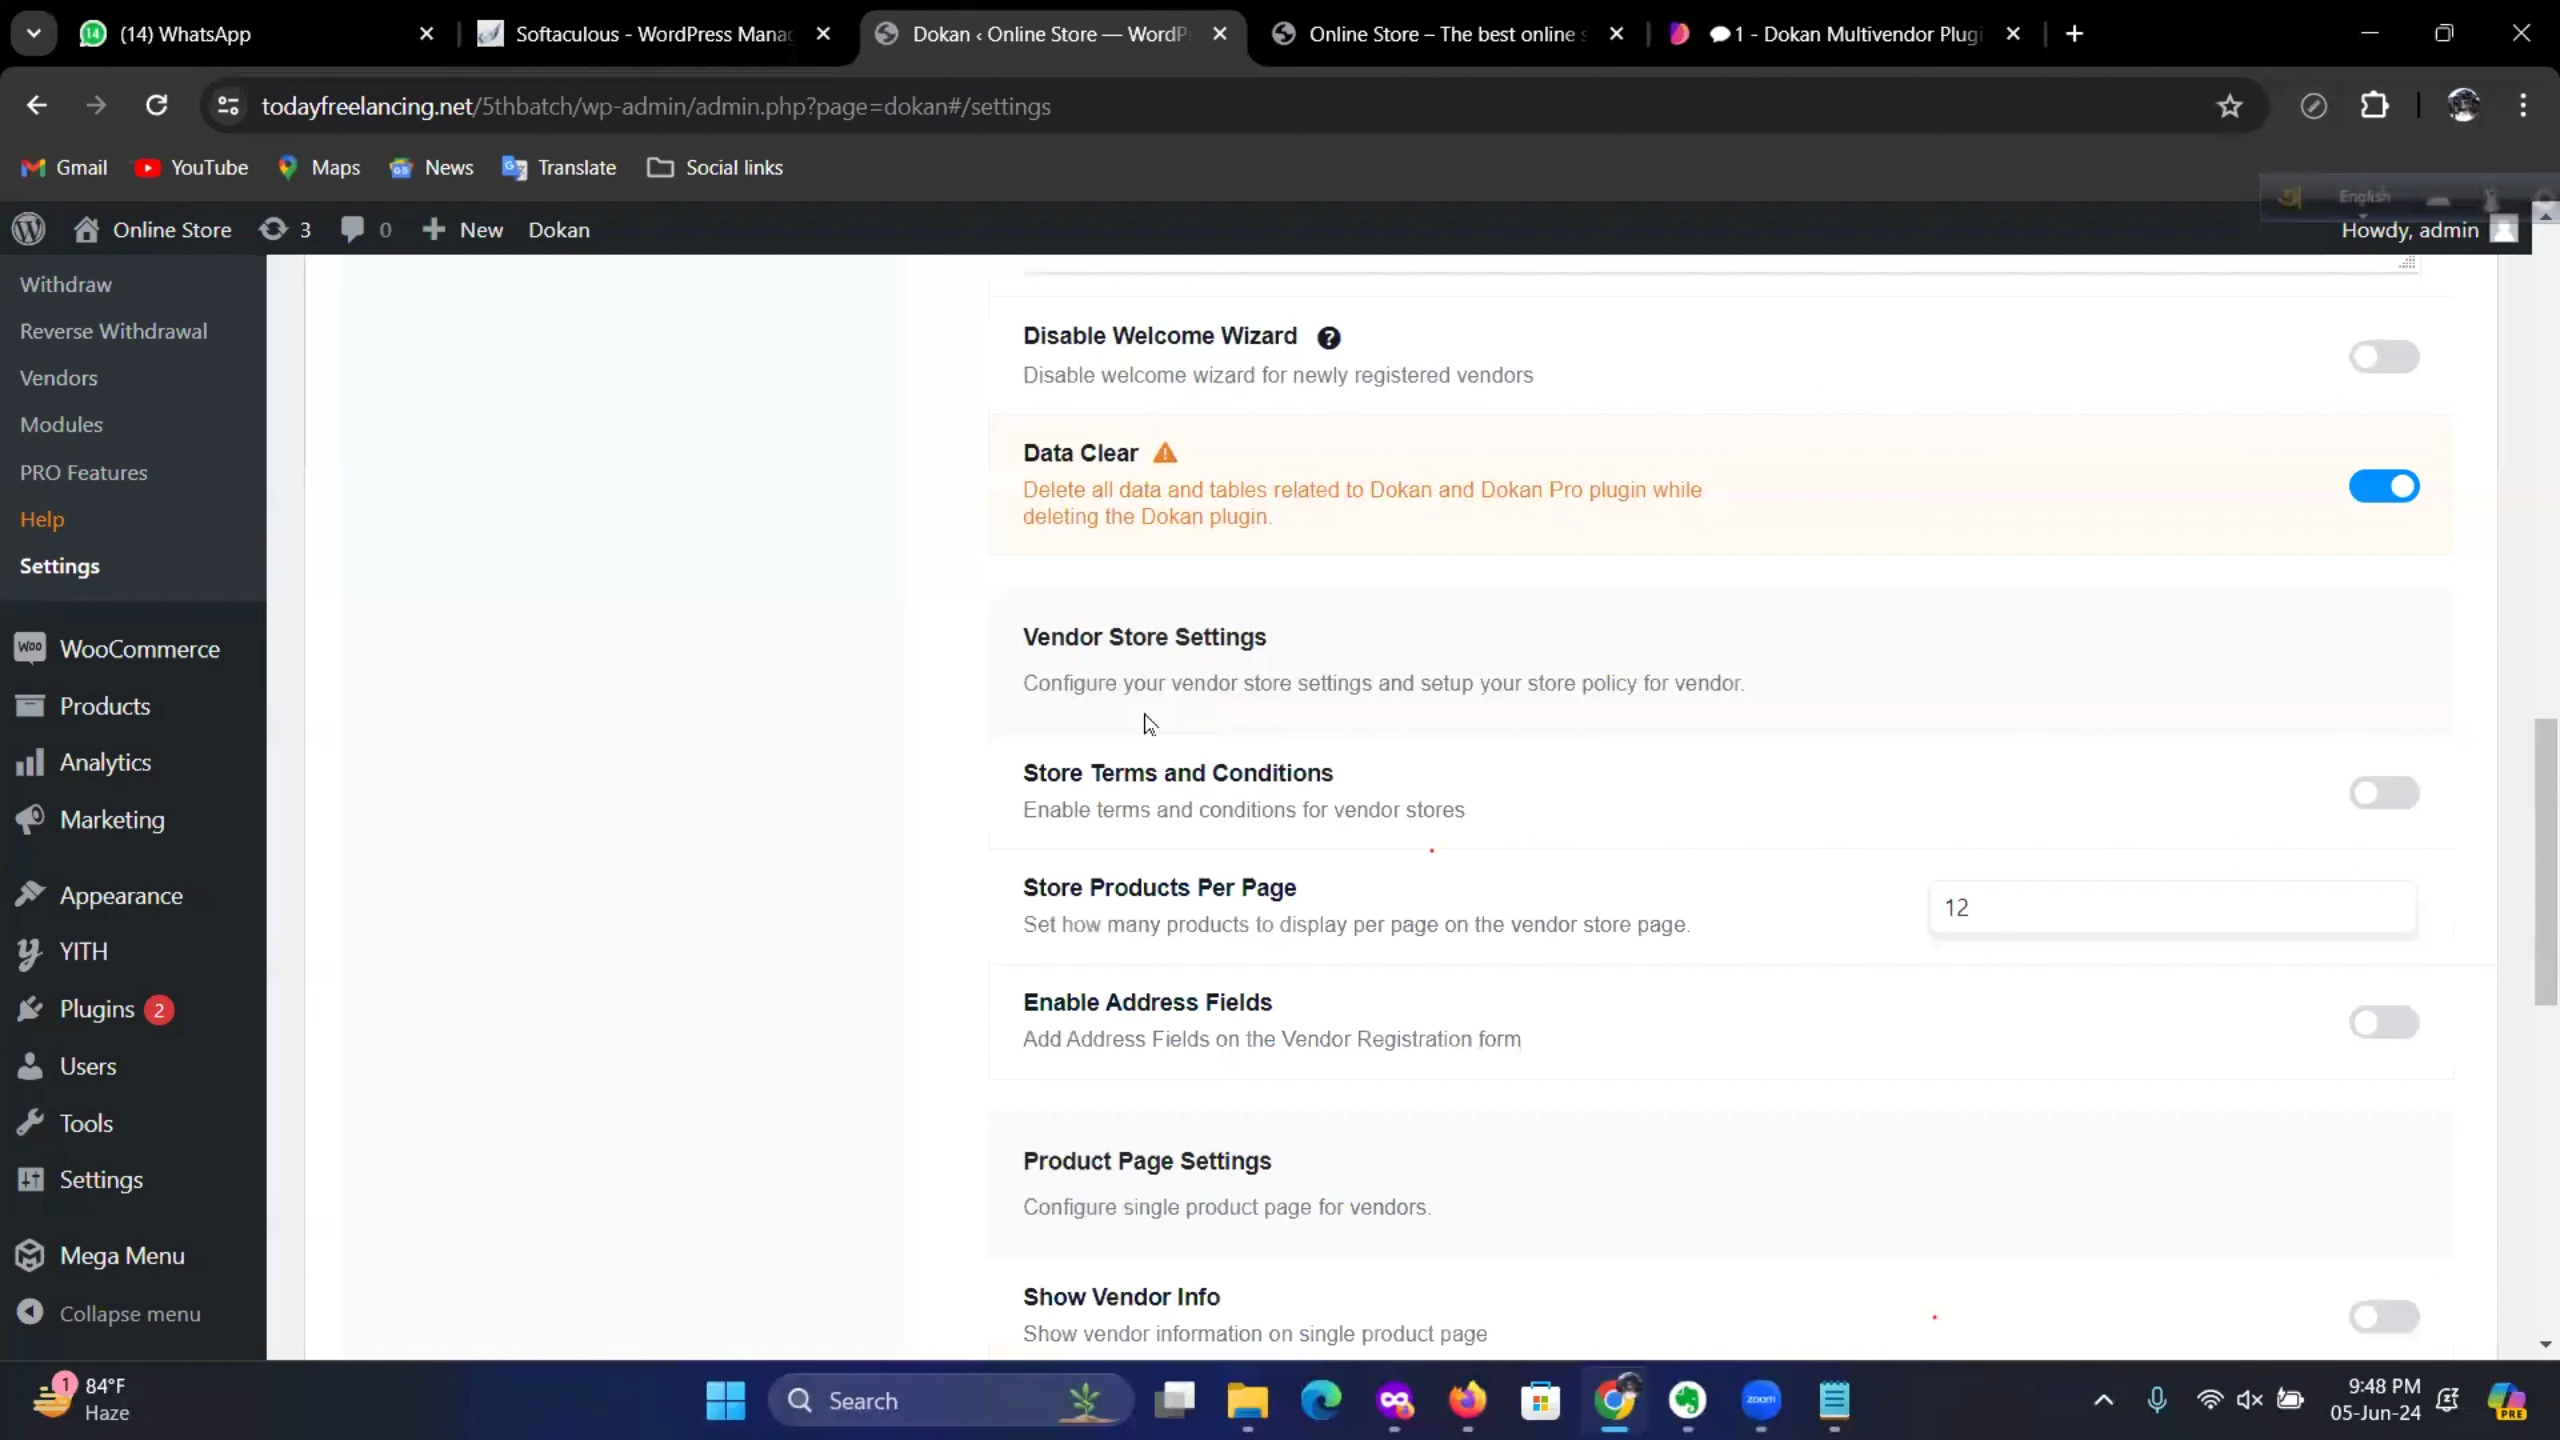 14 (14) WhatsApp
Softaculous - WordPress Manag
Dokan ‹ Online Store — WordPr
Online Store – The best online s
1 - Dokan Multivendor Plugi
todayfreelancing.net/5thbatch/wp-admin/admin.php?page=dokan#/settings
Gmail
YouTube
Maps
News
Translate
Social links
English
Online Store
3
0
New
Dokan
Howdy, admin
Withdraw
Reverse Withdrawal
Vendors
Modules
PRO Features
Help
Settings
WooCommerce
Products
Analytics
Marketing
Appearance
YITH
Plugins 2
Users
Tools
Settings
Mega Menu
Collapse menu
Disable Welcome Wizard ?
Disable welcome wizard for newly registered vendors
Data Clear
Delete all data and tables related to Dokan and Dokan Pro plugin while
deleting the Dokan plugin.
Vendor Store Settings
Configure your vendor store settings and setup your store policy for vendor.
Store Terms and Conditions
Enable terms and conditions for vendor stores
Store Products Per Page
Set how many products to display per page on the vendor store page.
12
Enable Address Fields
Add Address Fields on the Vendor Registration form
Product Page Settings
Configure single product page for vendors.
Show Vendor Info
Show vendor information on single product page
1
84°F
Haze
Search
zoom
9:48 PM
05-Jun-24
PRE